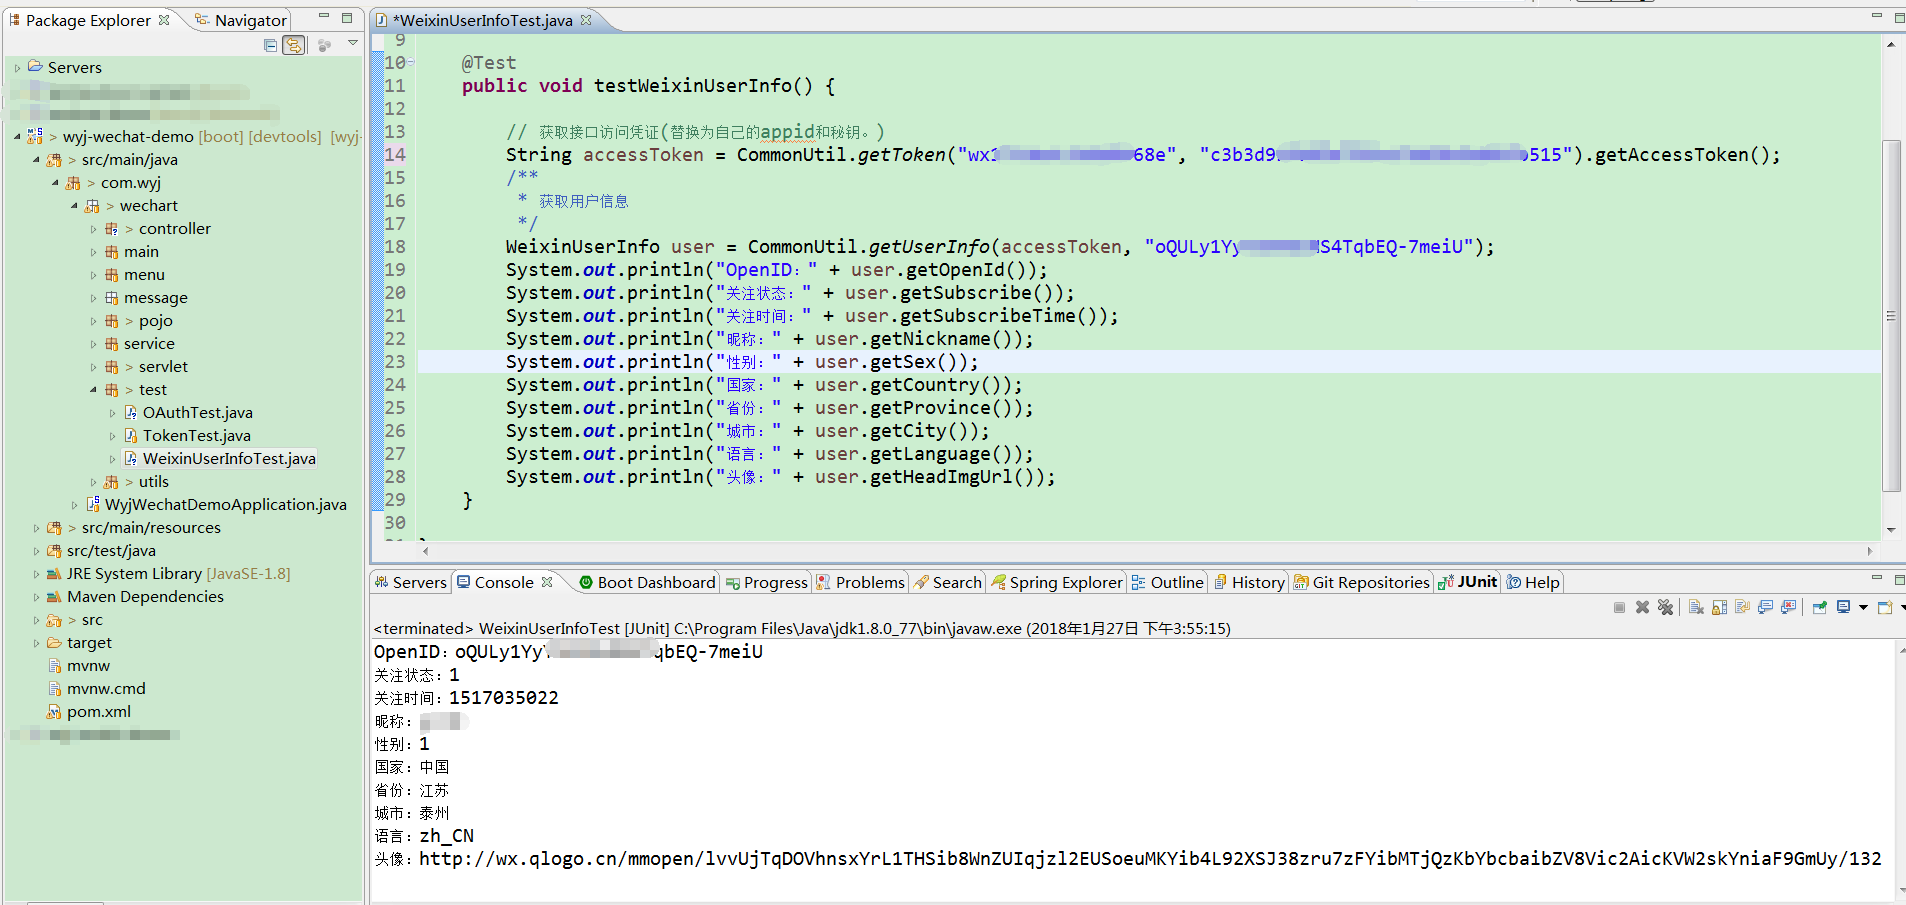 Package Explorer
Navigator
Servers
> wyj-wechat-demo [boot] [devtools] [wyj-
> src/main/java
> com.wyj
> wechart
> controller
main
menu
message
> pojo
service
> servlet
> test
OAuthTest.java
TokenTest.java
WeixinUserInfoTest.java
> utils
WyjWechatDemoApplication.java
> src/main/resources
src/test/java
JRE System Library [JavaSE-1.8]
Maven Dependencies
> src
target
mvnw
mvnw.cmd
pom.xml
*WeixinUserInfoTest.java
9
10 @Test
11 public void testWeixinUserInfo() {
12
13 // 获取接口访问凭证(替换为自己的appid和秘钥。)
14 String accessToken = CommonUtil.getToken("wx1 68e", "c3b3d9 515").getAccessToken();
15 /**
16 * 获取用户信息
17 */
18 WeixinUserInfo user = CommonUtil.getUserInfo(accessToken, "oQULy1Yy S4TqbEQ-7meiU");
19 System.out.println("OpenID：" + user.getOpenId());
20 System.out.println("关注状态：" + user.getSubscribe());
21 System.out.println("关注时间：" + user.getSubscribeTime());
22 System.out.println("昵称：" + user.getNickname());
23 System.out.println("性别：" + user.getSex());
24 System.out.println("国家：" + user.getCountry());
25 System.out.println("省份：" + user.getProvince());
26 System.out.println("城市：" + user.getCity());
27 System.out.println("语言：" + user.getLanguage());
28 System.out.println("头像：" + user.getHeadImgUrl());
29 }
30
Servers Console Boot Dashboard Progress Problems Search Spring Explorer Outline History Git Repositories JUnit Help
<terminated> WeixinUserInfoTest [JUnit] C:\Program Files\Java\jdk1.8.0_77\bin\javaw.exe (2018年1月27日 下午3:55:15)
OpenID：oQULy1Yy qbEQ-7meiU
关注状态：1
关注时间：1517035022
昵称：
性别：1
国家：中国
省份：江苏
城市：泰州
语言：zh_CN
头像：http://wx.qlogo.cn/mmopen/lvvUjTqDOVhnsxYrL1THSib8WnZUIqjzl2EUSoeuMKYib4L92XSJ38zru7zFYibMTjQzKbYbcbaibZV8Vic2AicKVW2skYniaF9GmUy/132